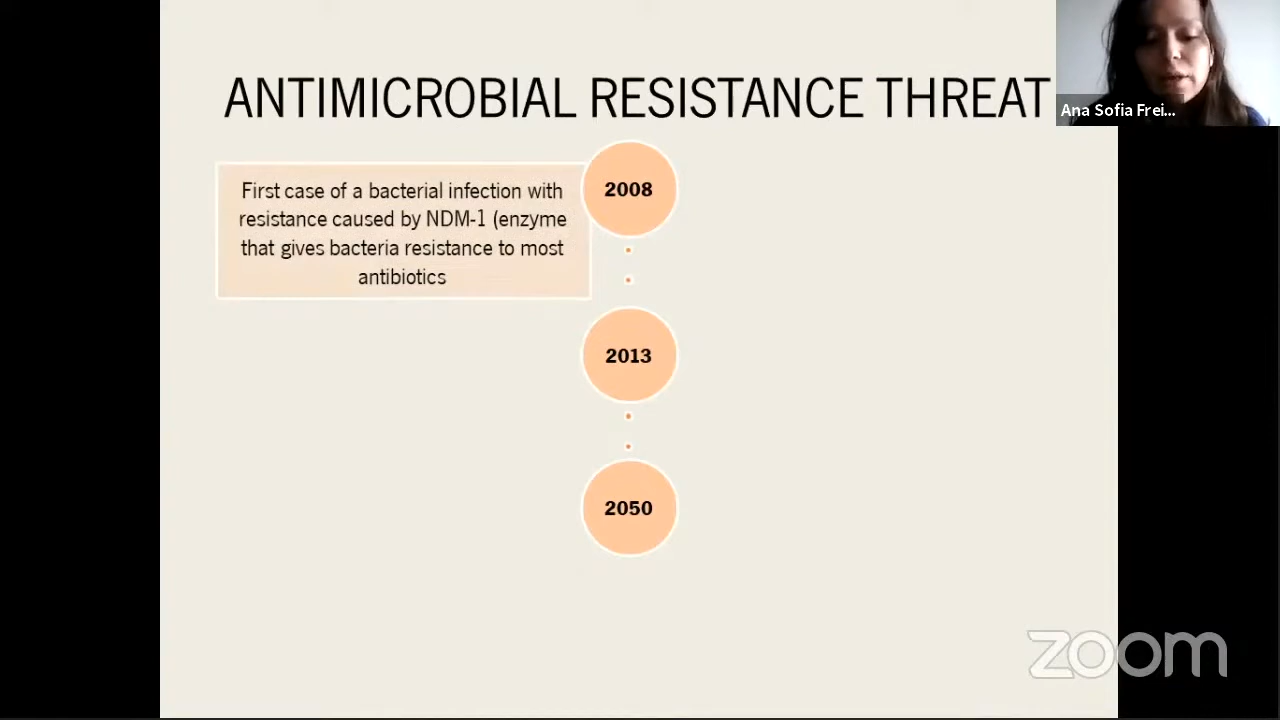 ANTIMICROBIAL RESISTANCE THREAT
Ana Sofia Frei...
First case of a bacterial infection with
resistance caused by NDM-1 (enzyme
that gives bacteria resistance to most
antibiotics
2008
2013
2050
zoom